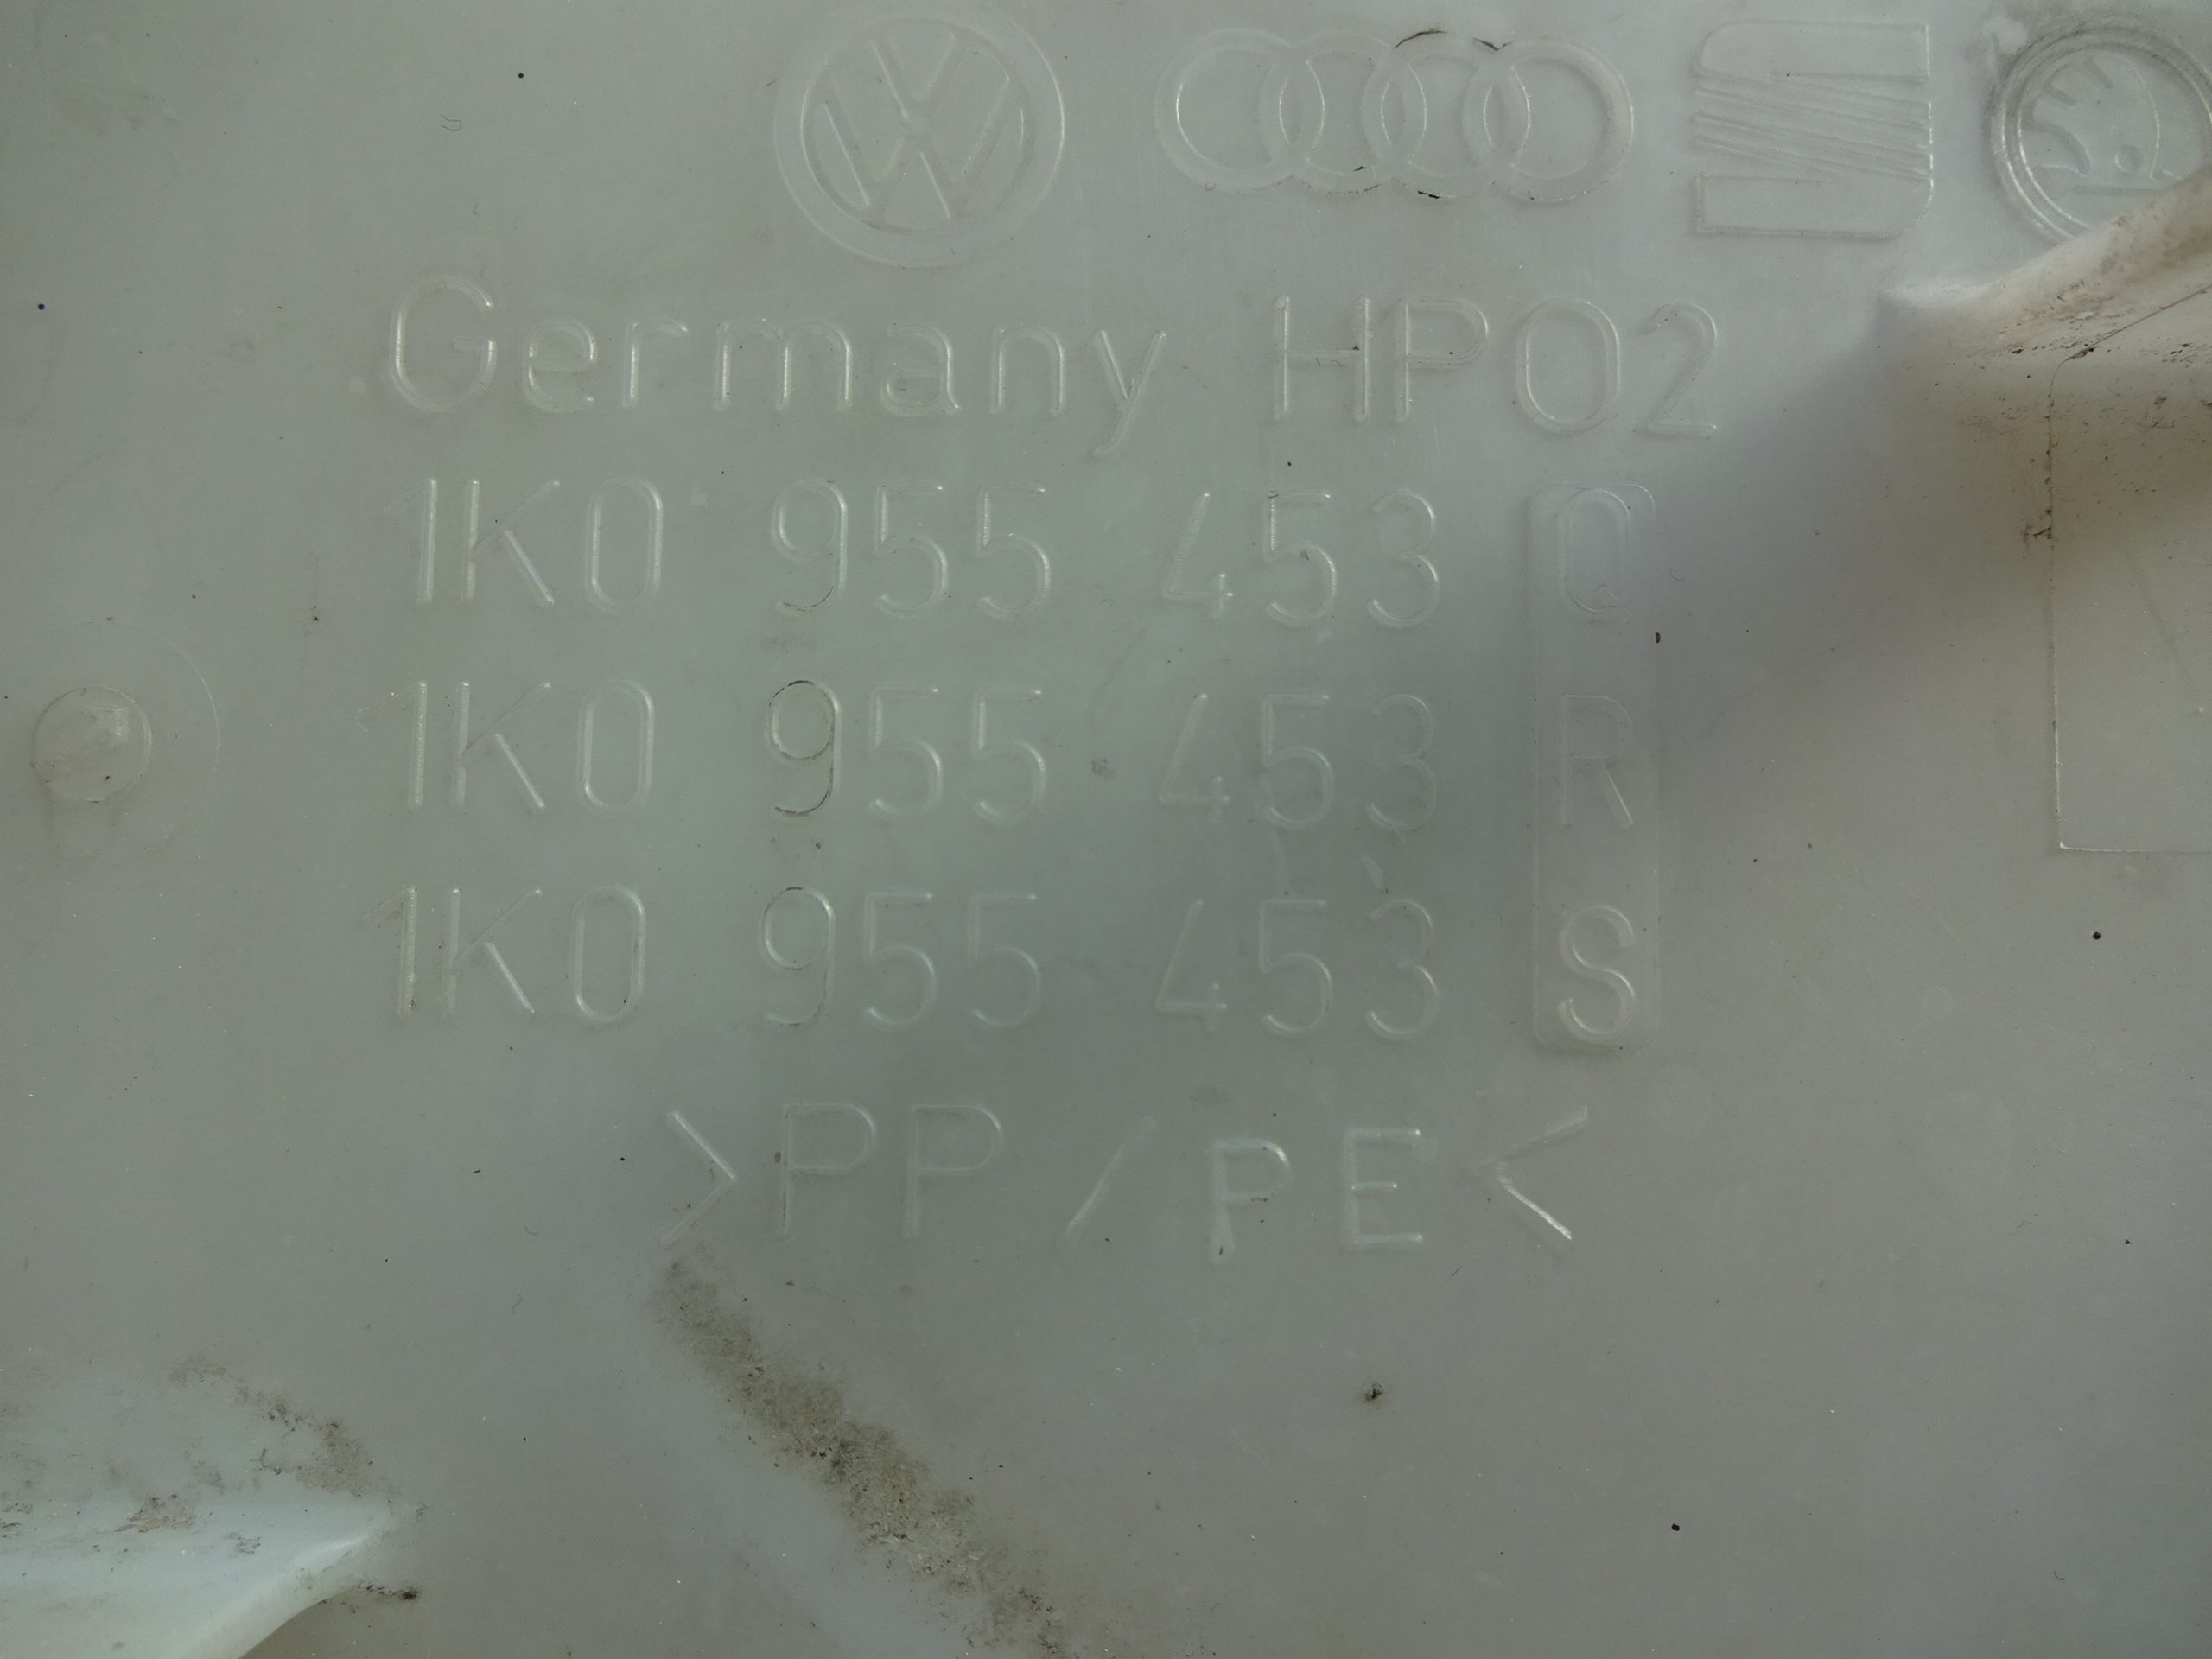 Germany HP02
1K0 955 453 Q
1K0 955 453 R
1K0 955 453 S
>PP/PE<